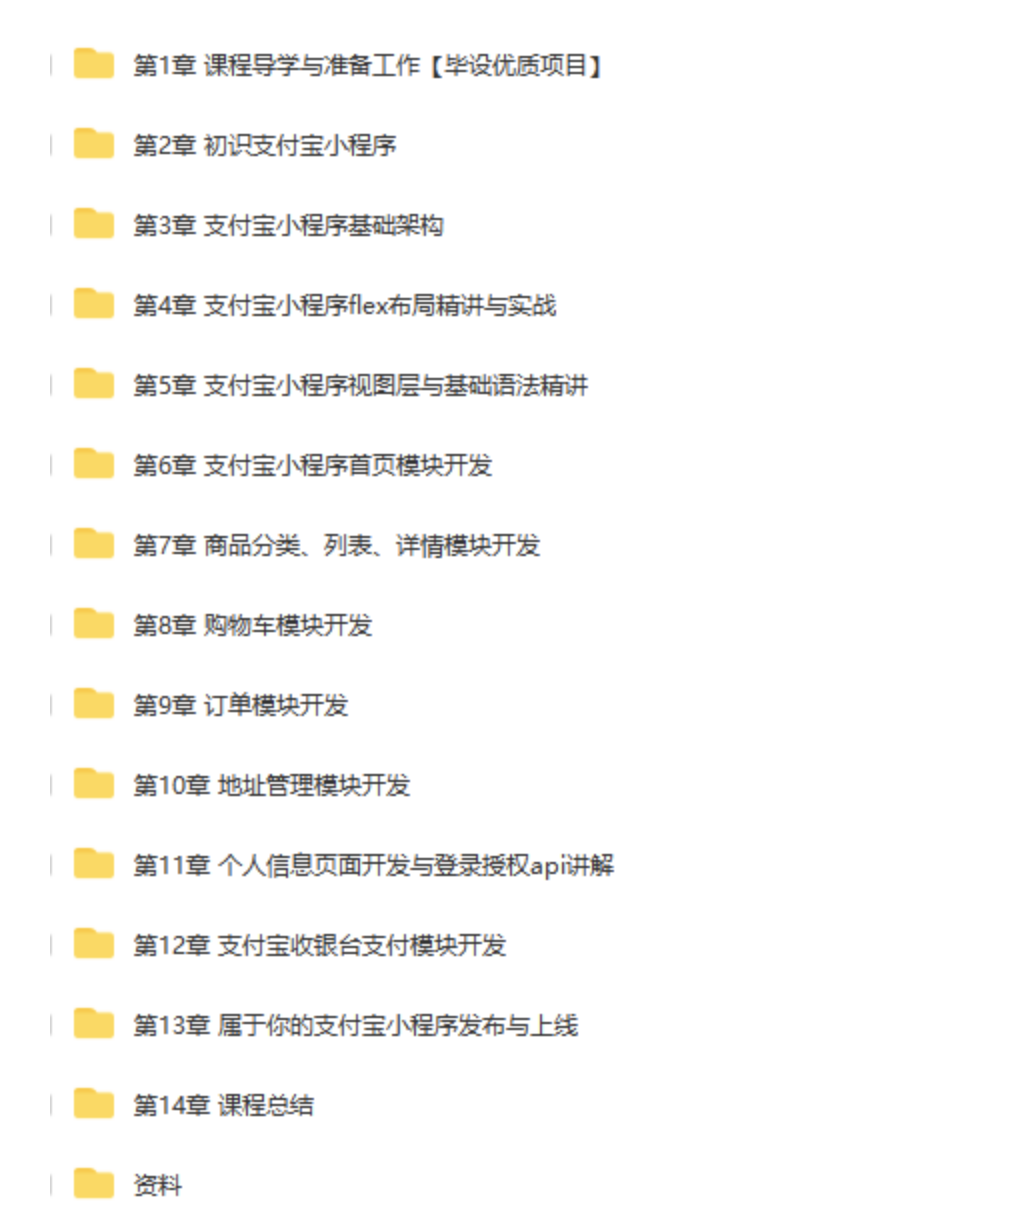 第1章 课程导学与准备工作【毕设优质项目】
第2章 初识支付宝小程序
第3章 支付宝小程序基础架构
第4章 支付宝小程序flex布局精讲与实战
第5章 支付宝小程序视图层与基础语法精讲
第6章 支付宝小程序首页模块开发
第7章 商品分类、列表、详情模块开发
第8章 购物车模块开发
第9章 订单模块开发
第10章 地址管理模块开发
第11章 个人信息页面开发与登录授权api讲解
第12章 支付宝收银台支付模块开发
第13章 属于你的支付宝小程序发布与上线
第14章 课程总结
资料